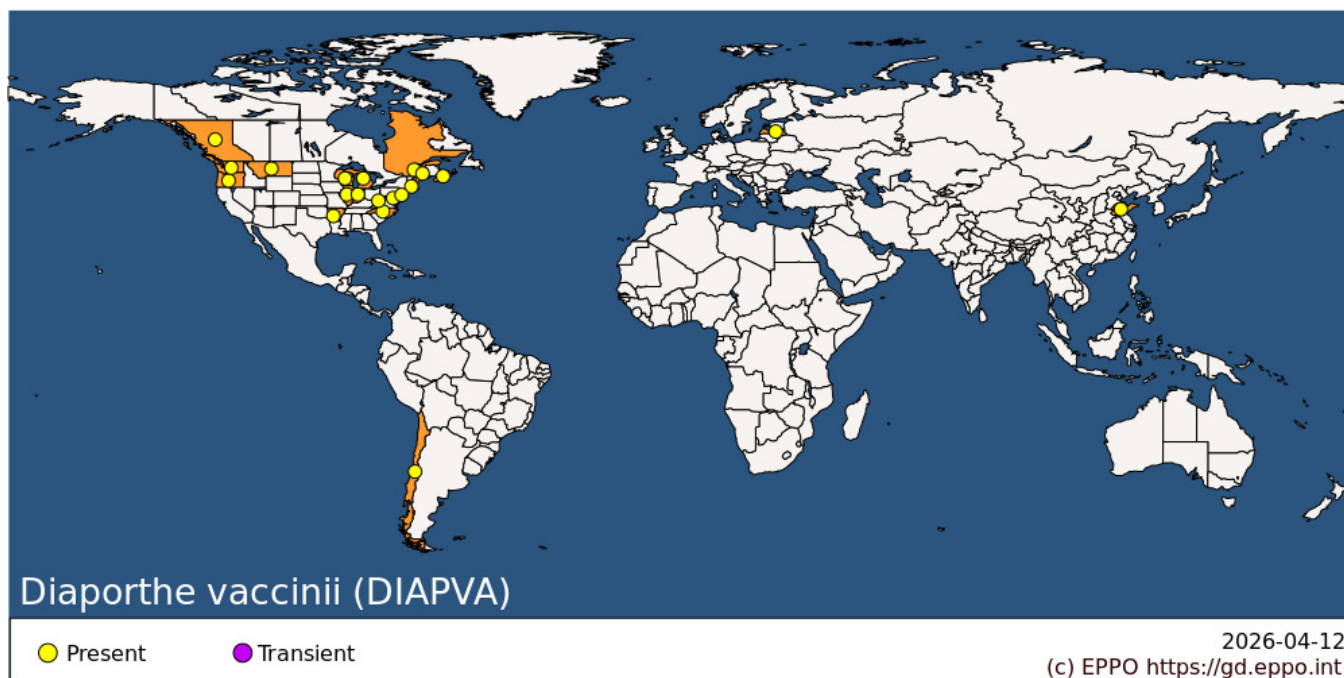 Diaporthe vaccinii (DIAPVA)
Present
Transient
2026-04-12
(c) EPPO https://gd.eppo.int